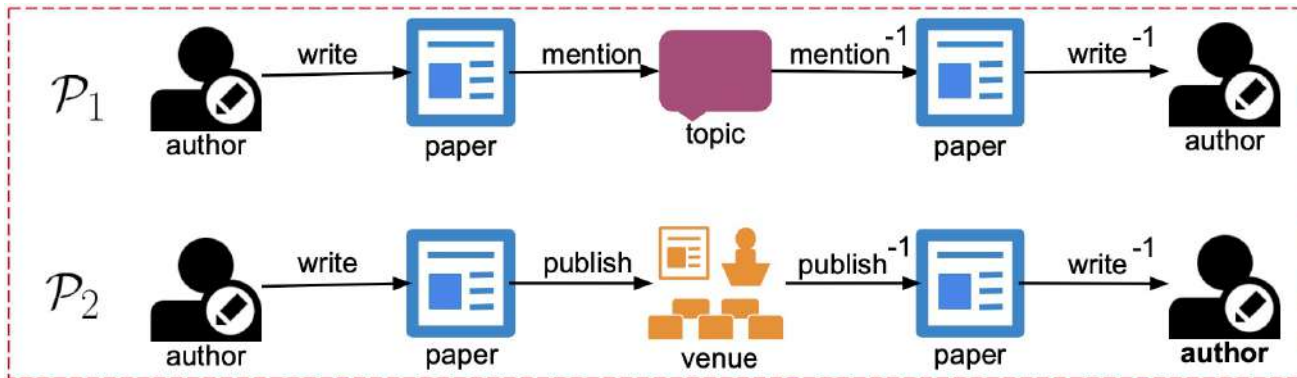 write mention mention⁻¹ write⁻¹
𝒫₁
author paper topic paper author
write publish publish⁻¹ write⁻¹
𝒫₂
author paper venue paper author